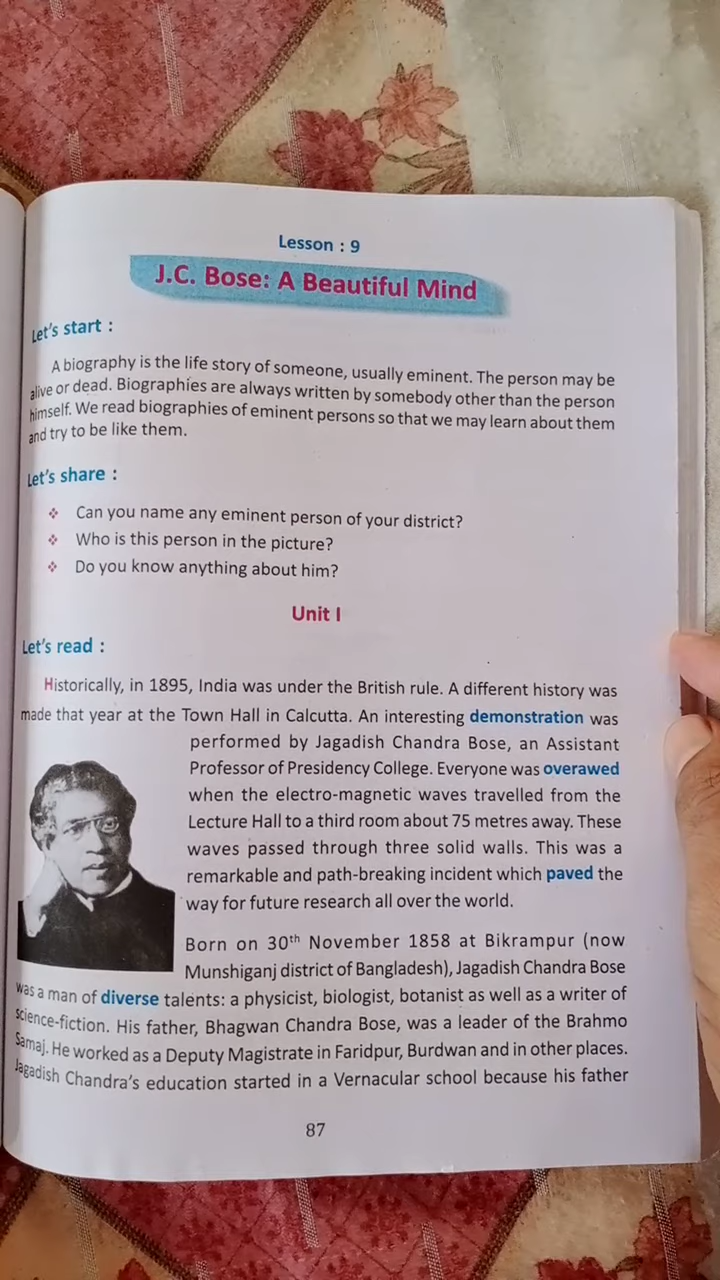 Lesson : 9
J.C. Bose: A Beautiful Mind
Let's start :
A biography is the life story of someone, usually eminent. The person may be
alive or dead. Biographies are always written by somebody other than the person
himself. We read biographies of eminent persons so that we may learn about them
and try to be like them.
Let's share :
❖ Can you name any eminent person of your district?
❖ Who is this person in the picture?
❖ Do you know anything about him?
Unit I
Let's read :
Historically, in 1895, India was under the British rule. A different history was
made that year at the Town Hall in Calcutta. An interesting demonstration was
performed by Jagadish Chandra Bose, an Assistant
Professor of Presidency College. Everyone was overawed
when the electro-magnetic waves travelled from the
Lecture Hall to a third room about 75 metres away. These
waves passed through three solid walls. This was a
remarkable and path-breaking incident which paved the
way for future research all over the world.
Born on 30th November 1858 at Bikrampur (now
Munshiganj district of Bangladesh), Jagadish Chandra Bose
was a man of diverse talents: a physicist, biologist, botanist as well as a writer of
science-fiction. His father, Bhagwan Chandra Bose, was a leader of the Brahmo
Samaj. He worked as a Deputy Magistrate in Faridpur, Burdwan and in other places.
Jagadish Chandra's education started in a Vernacular school because his father
87